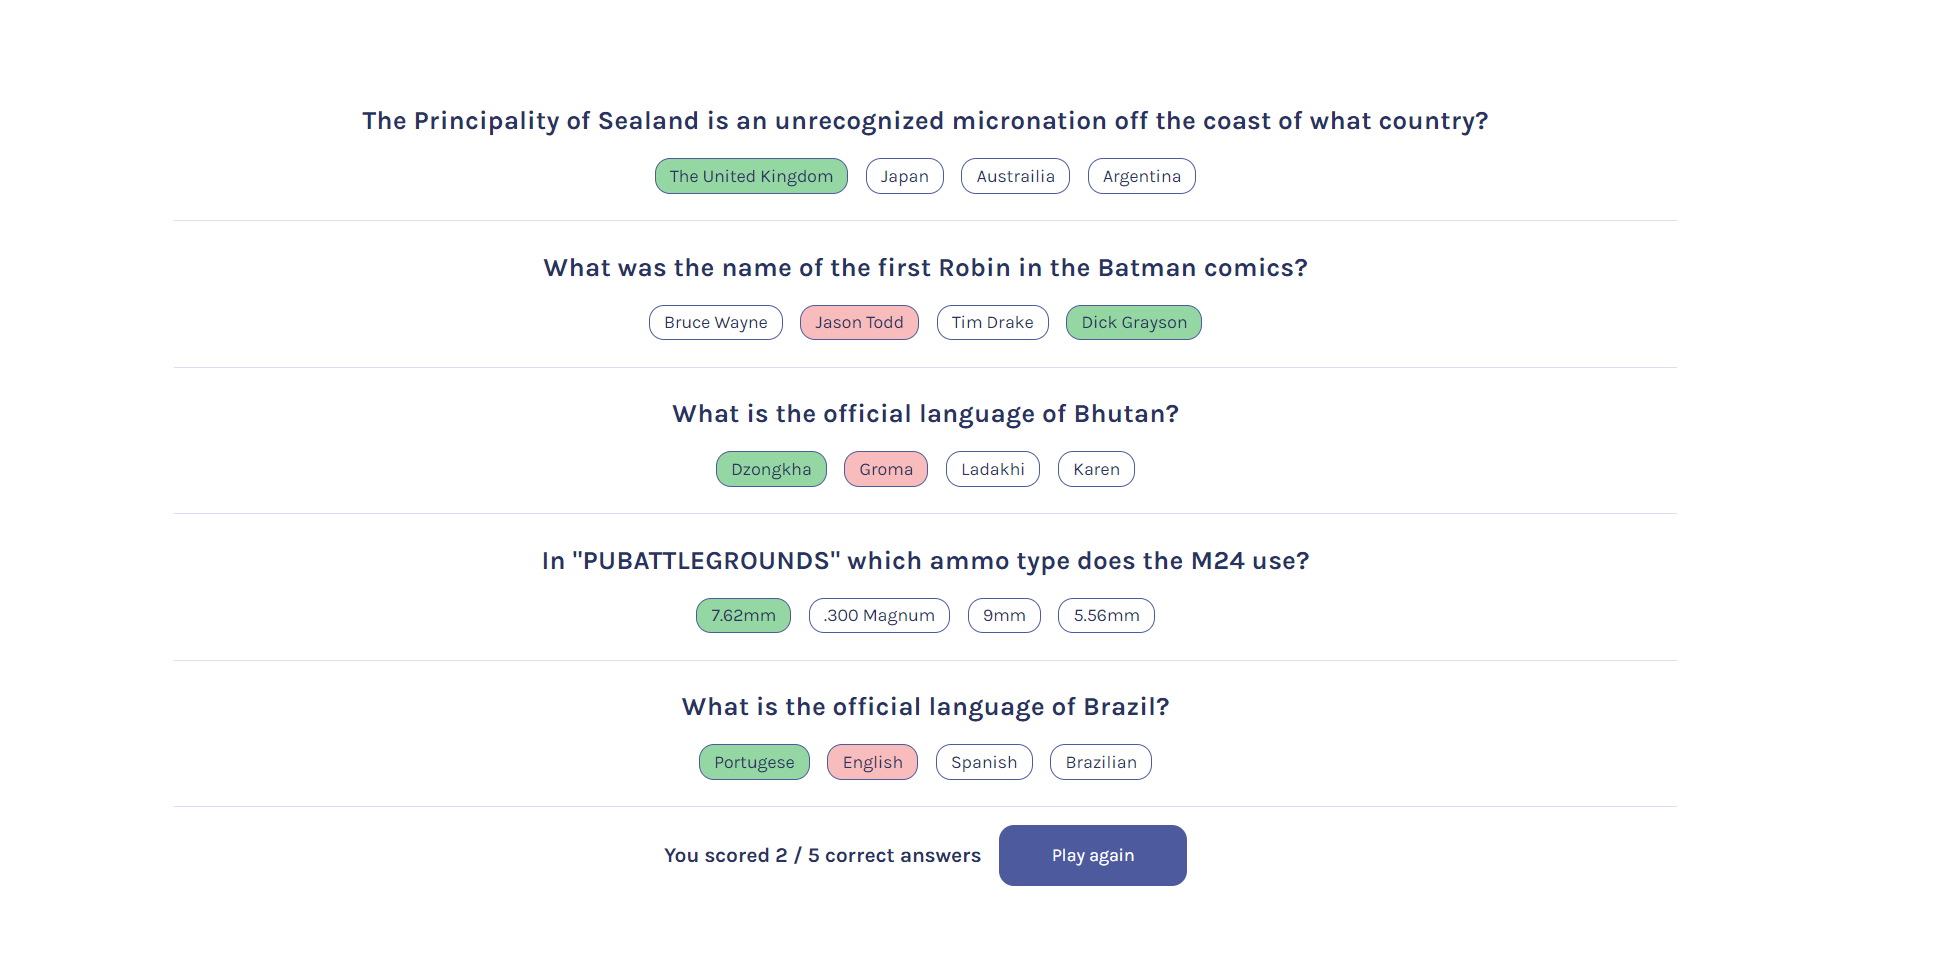 The Principality of Sealand is an unrecognized micronation off the coast of what country?
The United Kingdom Japan Austrailia Argentina
What was the name of the first Robin in the Batman comics?
Bruce Wayne Jason Todd Tim Drake Dick Grayson
What is the official language of Bhutan?
Dzongkha Groma Ladakhi Karen
In "PUBATTLEGROUNDS" which ammo type does the M24 use?
7.62mm .300 Magnum 9mm 5.56mm
What is the official language of Brazil?
Portugese English Spanish Brazilian
You scored 2 / 5 correct answers Play again